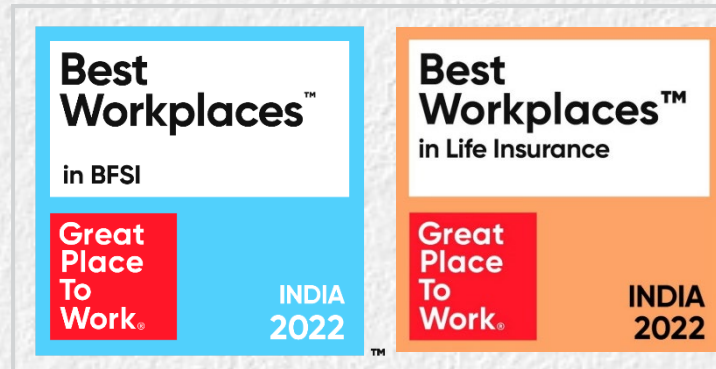 Best
Workplaces™
in BFSI
Great
Place
To
Work®
INDIA
2022
™
Best
Workplaces™
in Life Insurance
Great
Place
To
Work®
INDIA
2022